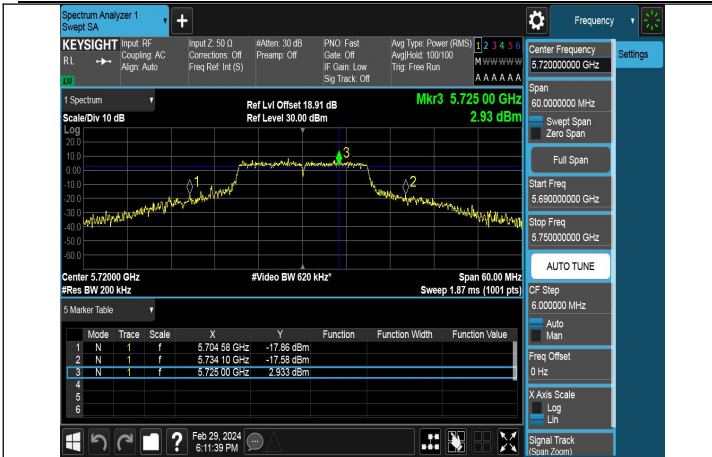 Spectrum Analyzer 1
Swept SA
+
Frequency
KEYSIGHT
RL
Input: RF
Coupling: AC
Align: Auto
Input Z: 50 Ω
Corrections: Off
Freq Ref: Int (S)
#Atten: 30 dB
Preamp: Off
PNO: Fast
Gate: Off
IF Gain: Low
Sig Track: Off
Avg Type: Power (RMS)
Avg|Hold: 100/100
Trig: Free Run
1 2 3 4 5 6
M W W W W W
A A A A A A
LXI
1 Spectrum
Scale/Div 10 dB
Ref Lvl Offset 18.91 dB
Ref Level 30.00 dBm
Mkr3 5.725 00 GHz
2.93 dBm
Log
20.0
10.0
0.00
-10.0
-20.0
-30.0
-40.0
-50.0
-60.0
1
2
3
Center 5.72000 GHz
#Res BW 200 kHz
#Video BW 620 kHz*
Span 60.00 MHz
Sweep 1.87 ms (1001 pts)
5 Marker Table
Mode Trace Scale X Y Function Function Width Function Value
1 N 1 f 5.704 58 GHz -17.86 dBm
2 N 1 f 5.734 10 GHz -17.58 dBm
3 N 1 f 5.725 00 GHz 2.933 dBm
4
5
6
?
Feb 29, 2024
6:11:39 PM
Center Frequency
5.720000000 GHz
Settings
Span
60.0000000 MHz
Swept Span
Zero Span
Full Span
Start Freq
5.690000000 GHz
Stop Freq
5.750000000 GHz
AUTO TUNE
CF Step
6.000000 MHz
Auto
Man
Freq Offset
0 Hz
X Axis Scale
Log
Lin
Signal Track
(Span Zoom)